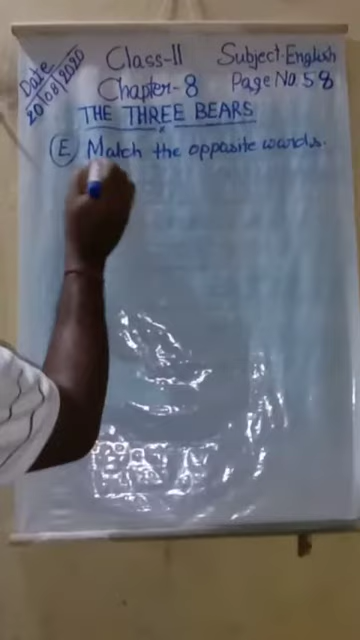 Date
20/08/2020
Class-II Subject-English
Chapter-8 Page No.58
THE THREE BEARS
E. Match the opposite words.